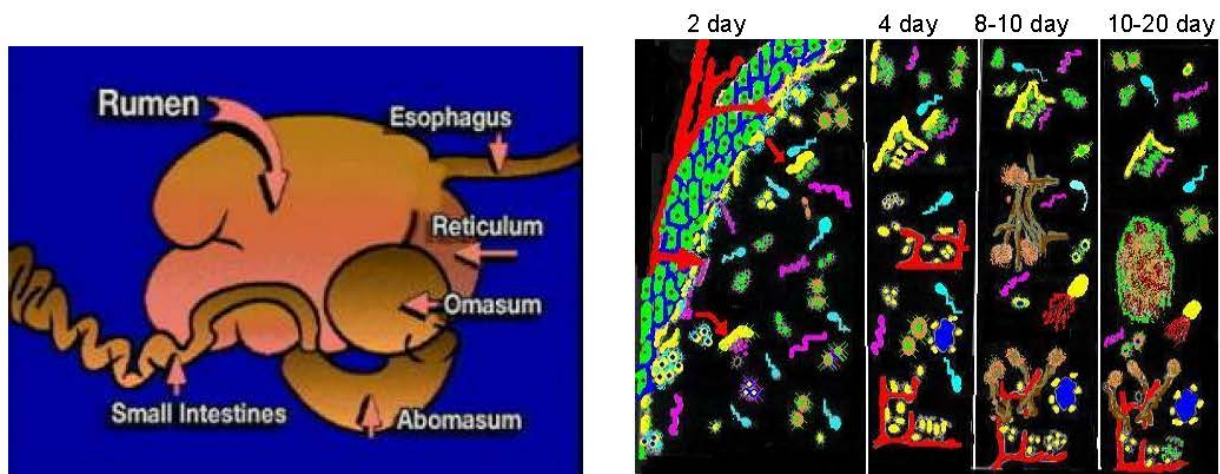 Rumen
Esophagus
Reticulum
Omasum
Small Intestines
Abomasum
2 day
4 day
8-10 day
10-20 day